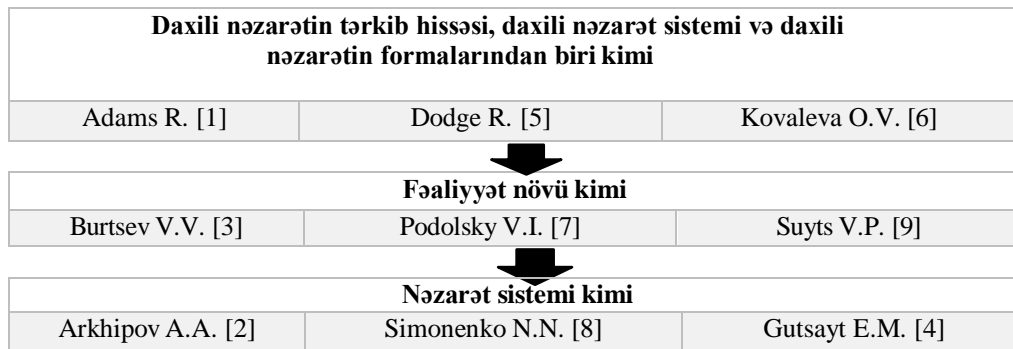 Daxili nəzarətin tərkib hissəsi, daxili nəzarət sistemi və daxili
nəzarətin formalarından biri kimi
Adams R. [1] Dodge R. [5] Kovaleva O.V. [6]
Fəaliyyət növü kimi
Burtsev V.V. [3] Podolsky V.I. [7] Suyts V.P. [9]
Nəzarət sistemi kimi
Arkhipov A.A. [2] Simonenko N.N. [8] Gutsayt E.M. [4]